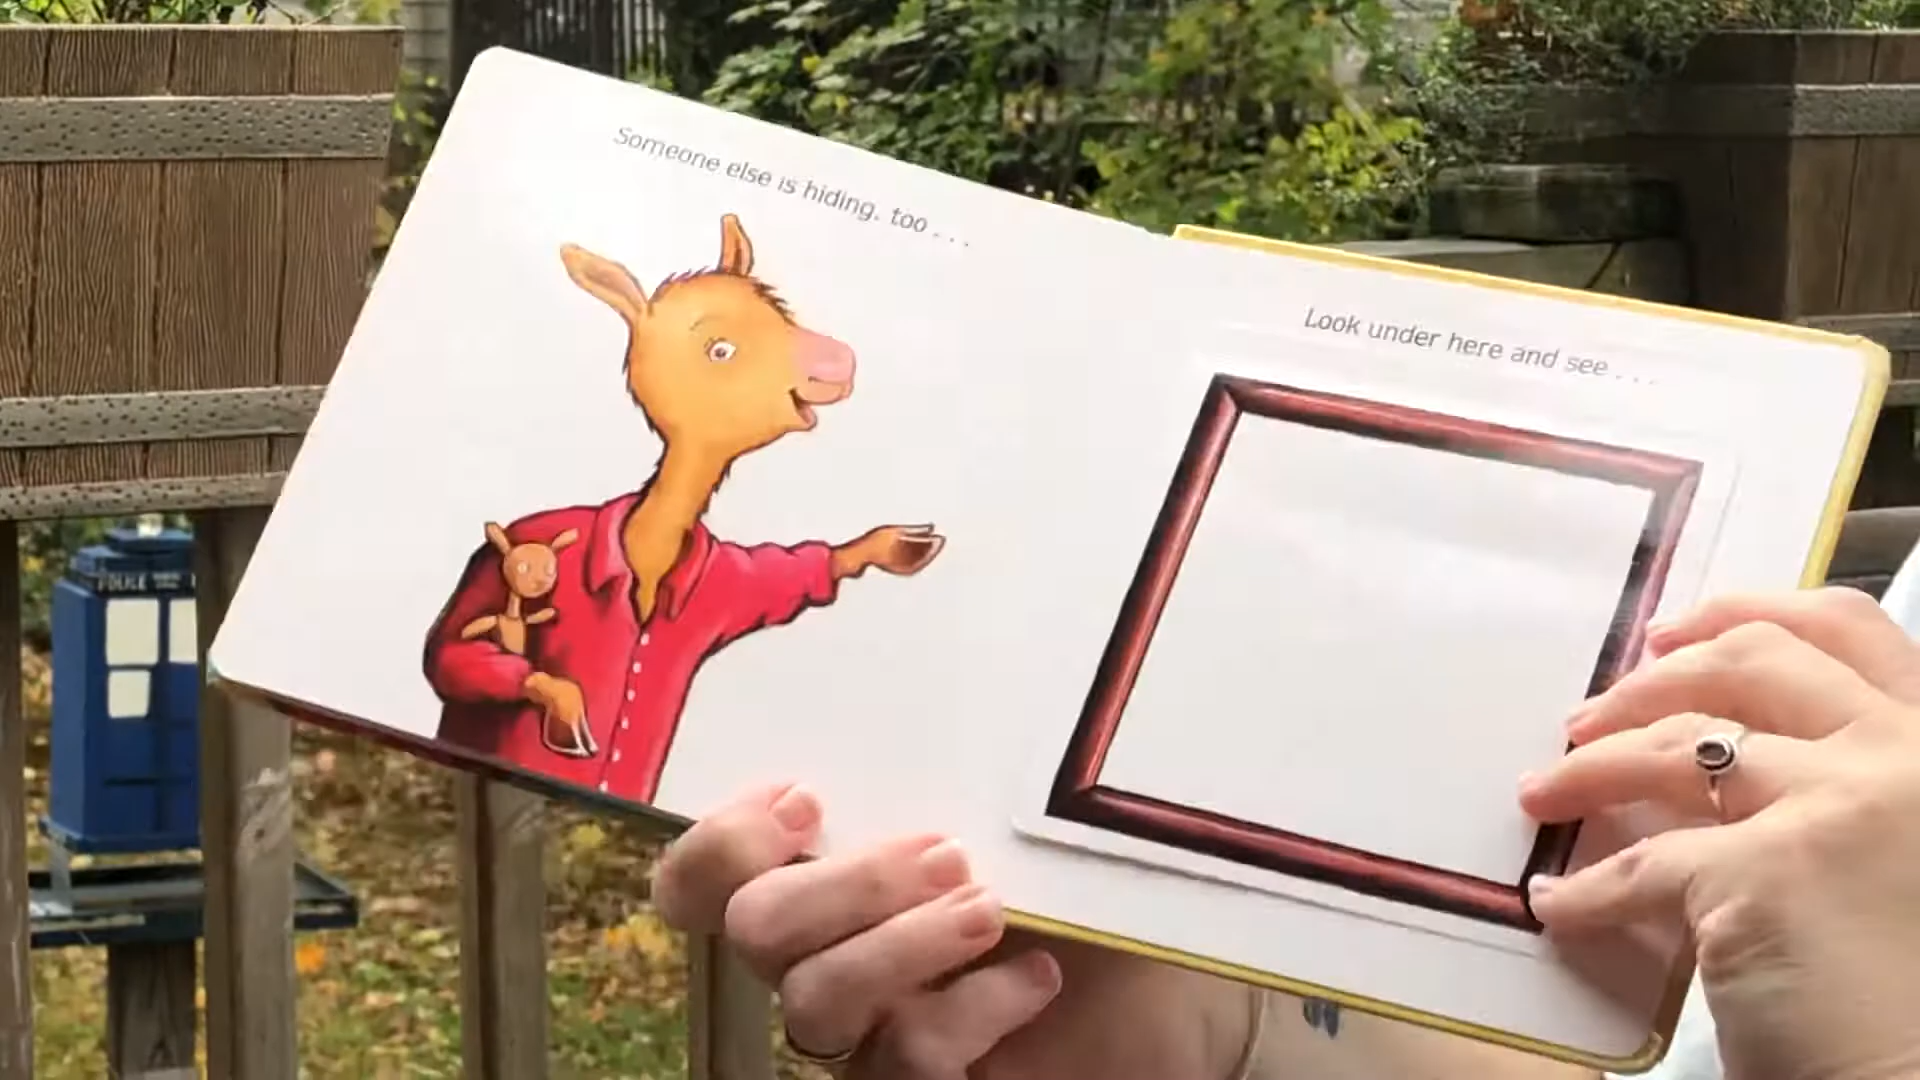 Someone else is hiding, too . . .
Look under here and see . . .
POLICE